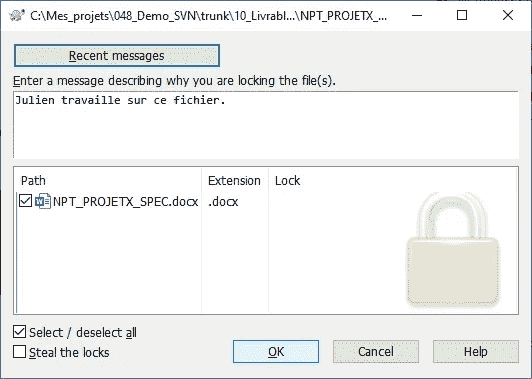 C:\Mes_projets\048_Demo_SVN\trunk\10_Livrabl...\NPT_PROJETX_...
Recent messages
Enter a message describing why you are locking the file(s).
Julien travaille sur ce fichier.
Path Extension Lock
NPT_PROJETX_SPEC.docx .docx
Select / deselect all
Steal the locks
OK Cancel Help